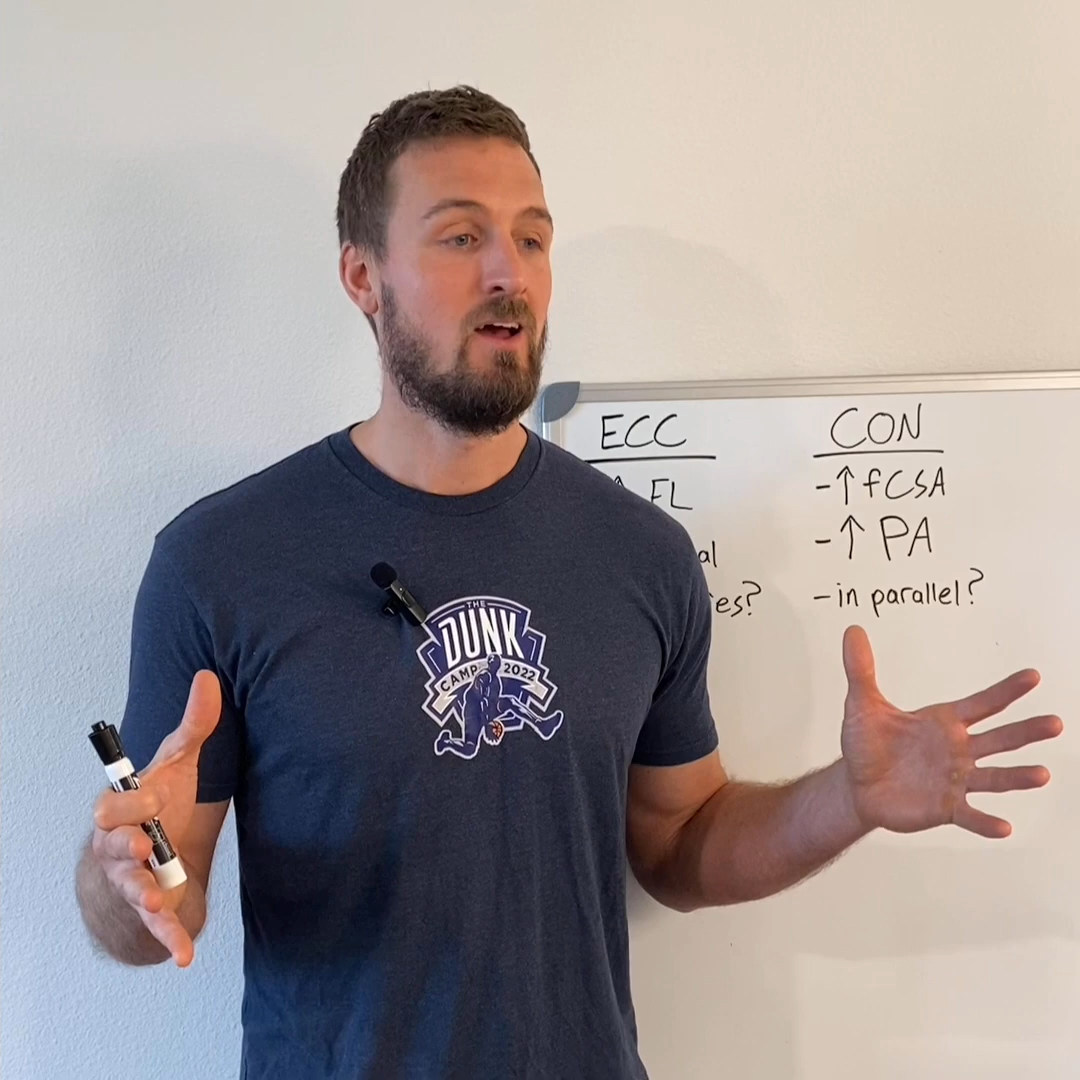 ECC
CON
↑ FL
-↑ fCSA
-↑ PA
-in parallel?
THE
DUNK
CAMP 2022